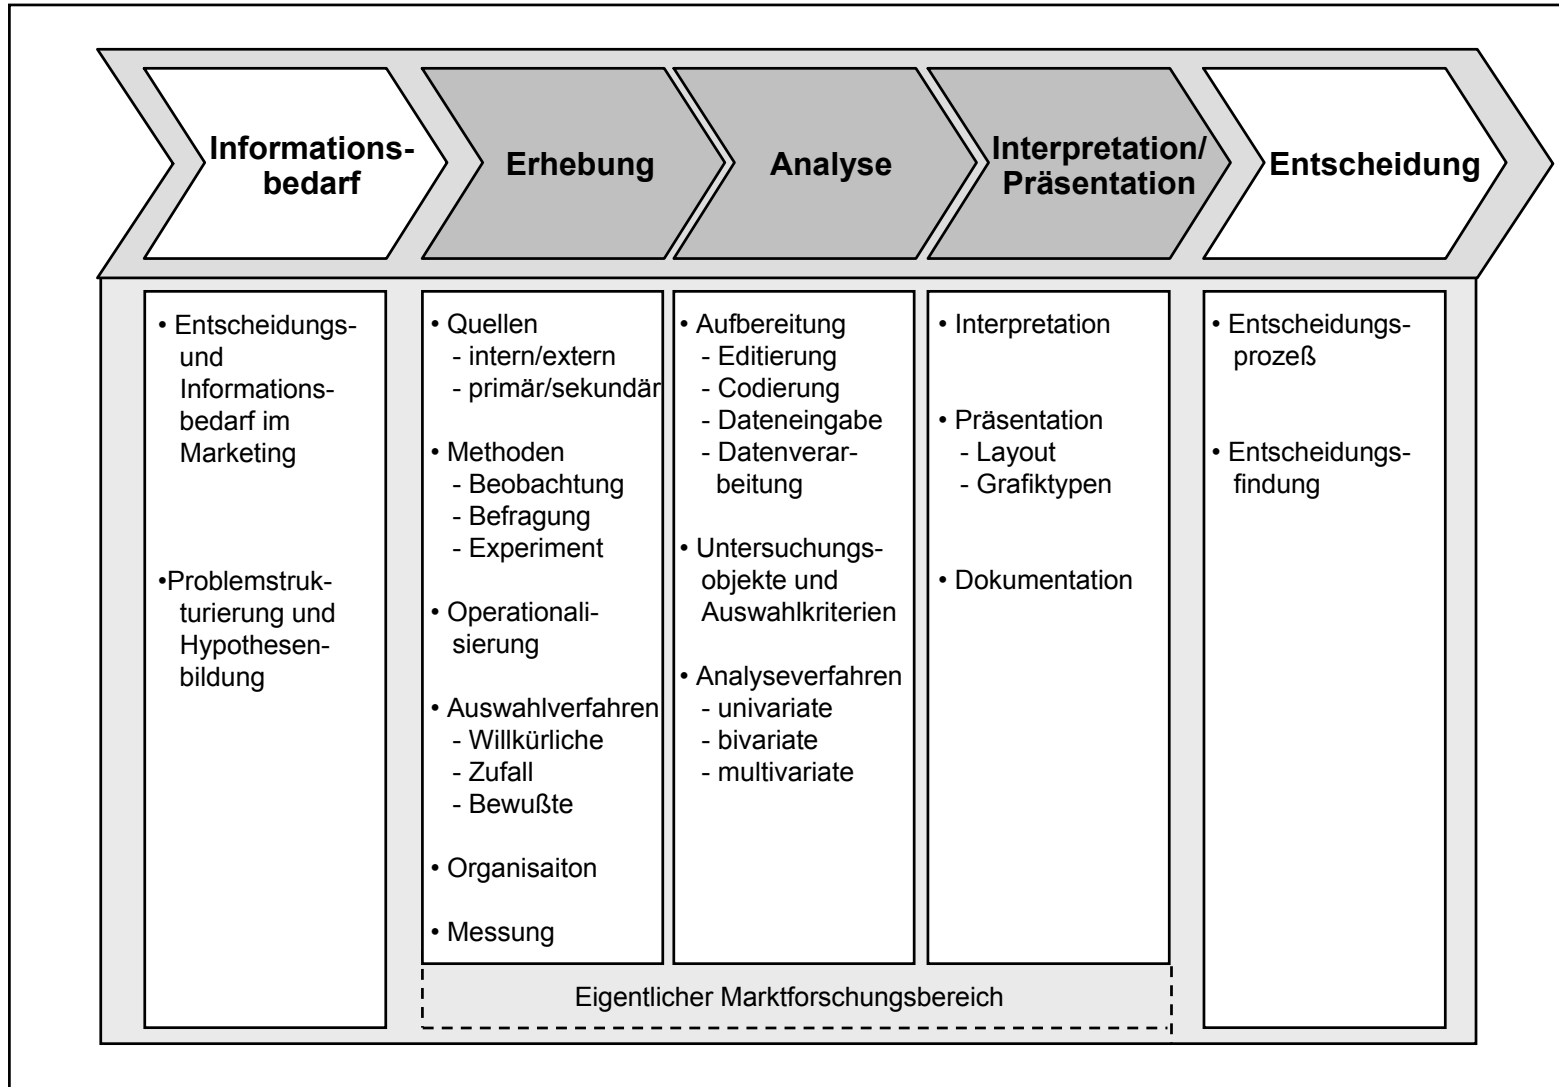 Informations-
bedarf
Erhebung
Analyse
Interpretation/
Präsentation
Entscheidung
• Entscheidungs-
und
Informations-
bedarf im
Marketing
•Problemstruk-
turierung und
Hypothesen-
bildung
• Quellen
- intern/extern
- primär/sekundär
• Methoden
- Beobachtung
- Befragung
- Experiment
• Operationali-
sierung
• Auswahlverfahren
- Willkürliche
- Zufall
- Bewußte
• Organisaiton
• Messung
• Aufbereitung
- Editierung
- Codierung
- Dateneingabe
- Datenverar-
beitung
• Untersuchungs-
objekte und
Auswahlkriterien
• Analyseverfahren
- univariate
- bivariate
- multivariate
• Interpretation
• Präsentation
- Layout
- Grafiktypen
• Dokumentation
• Entscheidungs-
prozeß
• Entscheidungs-
findung
Eigentlicher Marktforschungsbereich